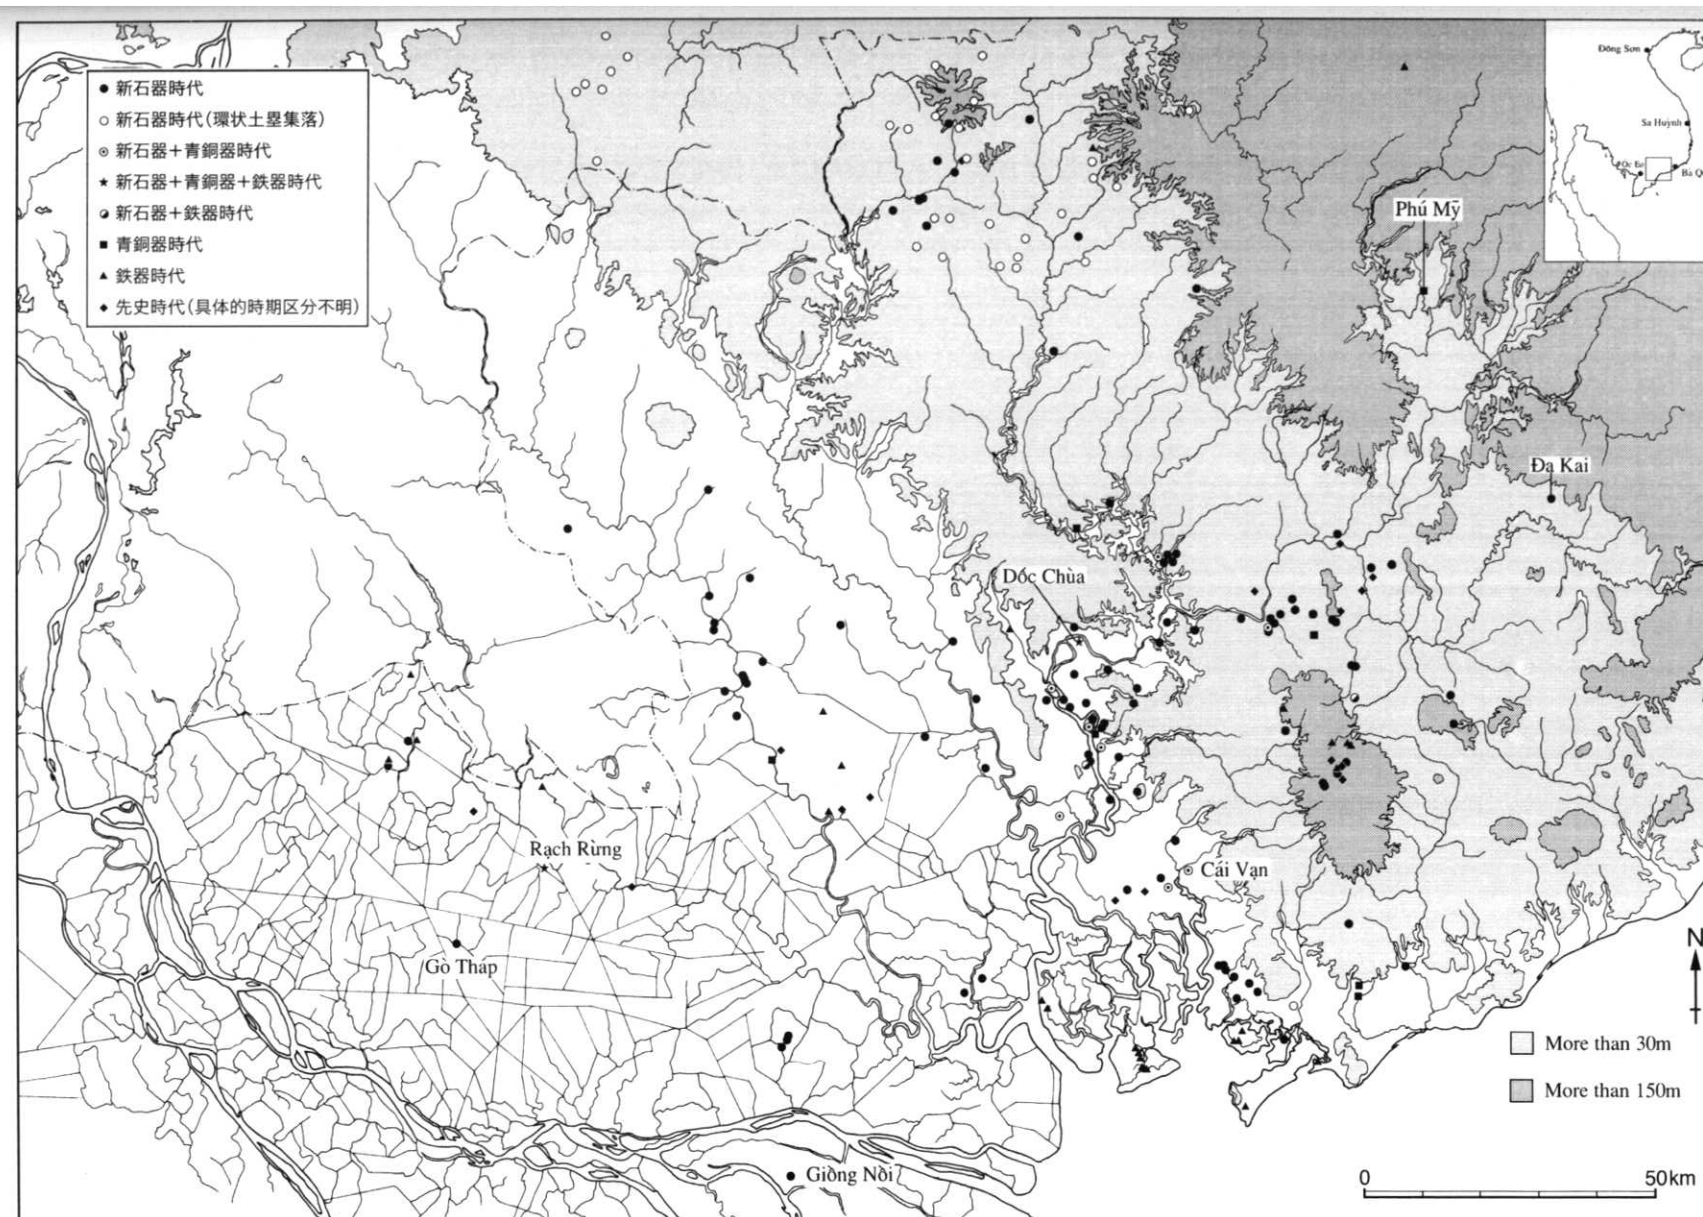 新石器時代
新石器時代(環状土塁集落)
新石器+青銅器時代
新石器+青銅器+鉄器時代
新石器+鉄器時代
青銅器時代
鉄器時代
先史時代(具体的時期区分不明)
Đông Sơn
Sa Huỳnh
Óc Eo
Phú Mỹ
Đa Kai
Dốc Chùa
Rạch Rừng
Cái Vạn
Gò Tháp
N
More than 30m
More than 150m
Giồng Nồi
0 50km